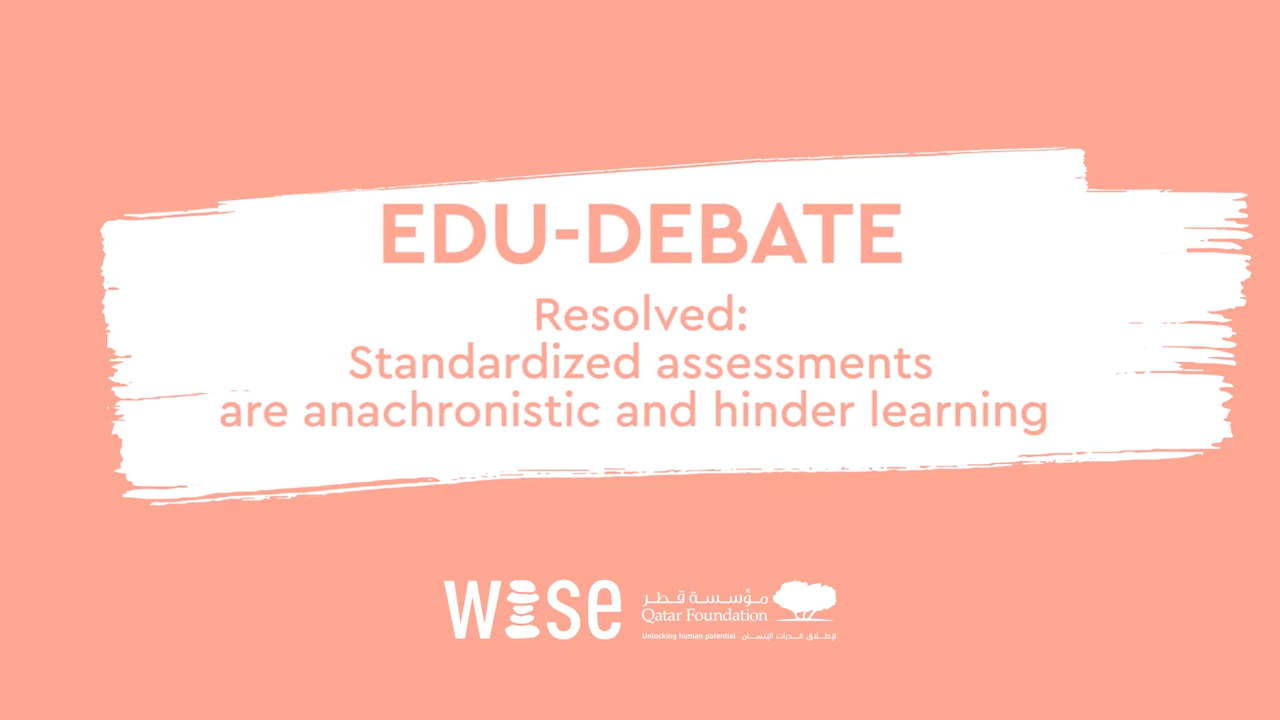 EDU-DEBATE
Resolved:
Standardized assessments
are anachronistic and hinder learning
wise
مؤسسة قطر
Qatar Foundation
Unlocking human potential لإطلاق قدرات الإنسان